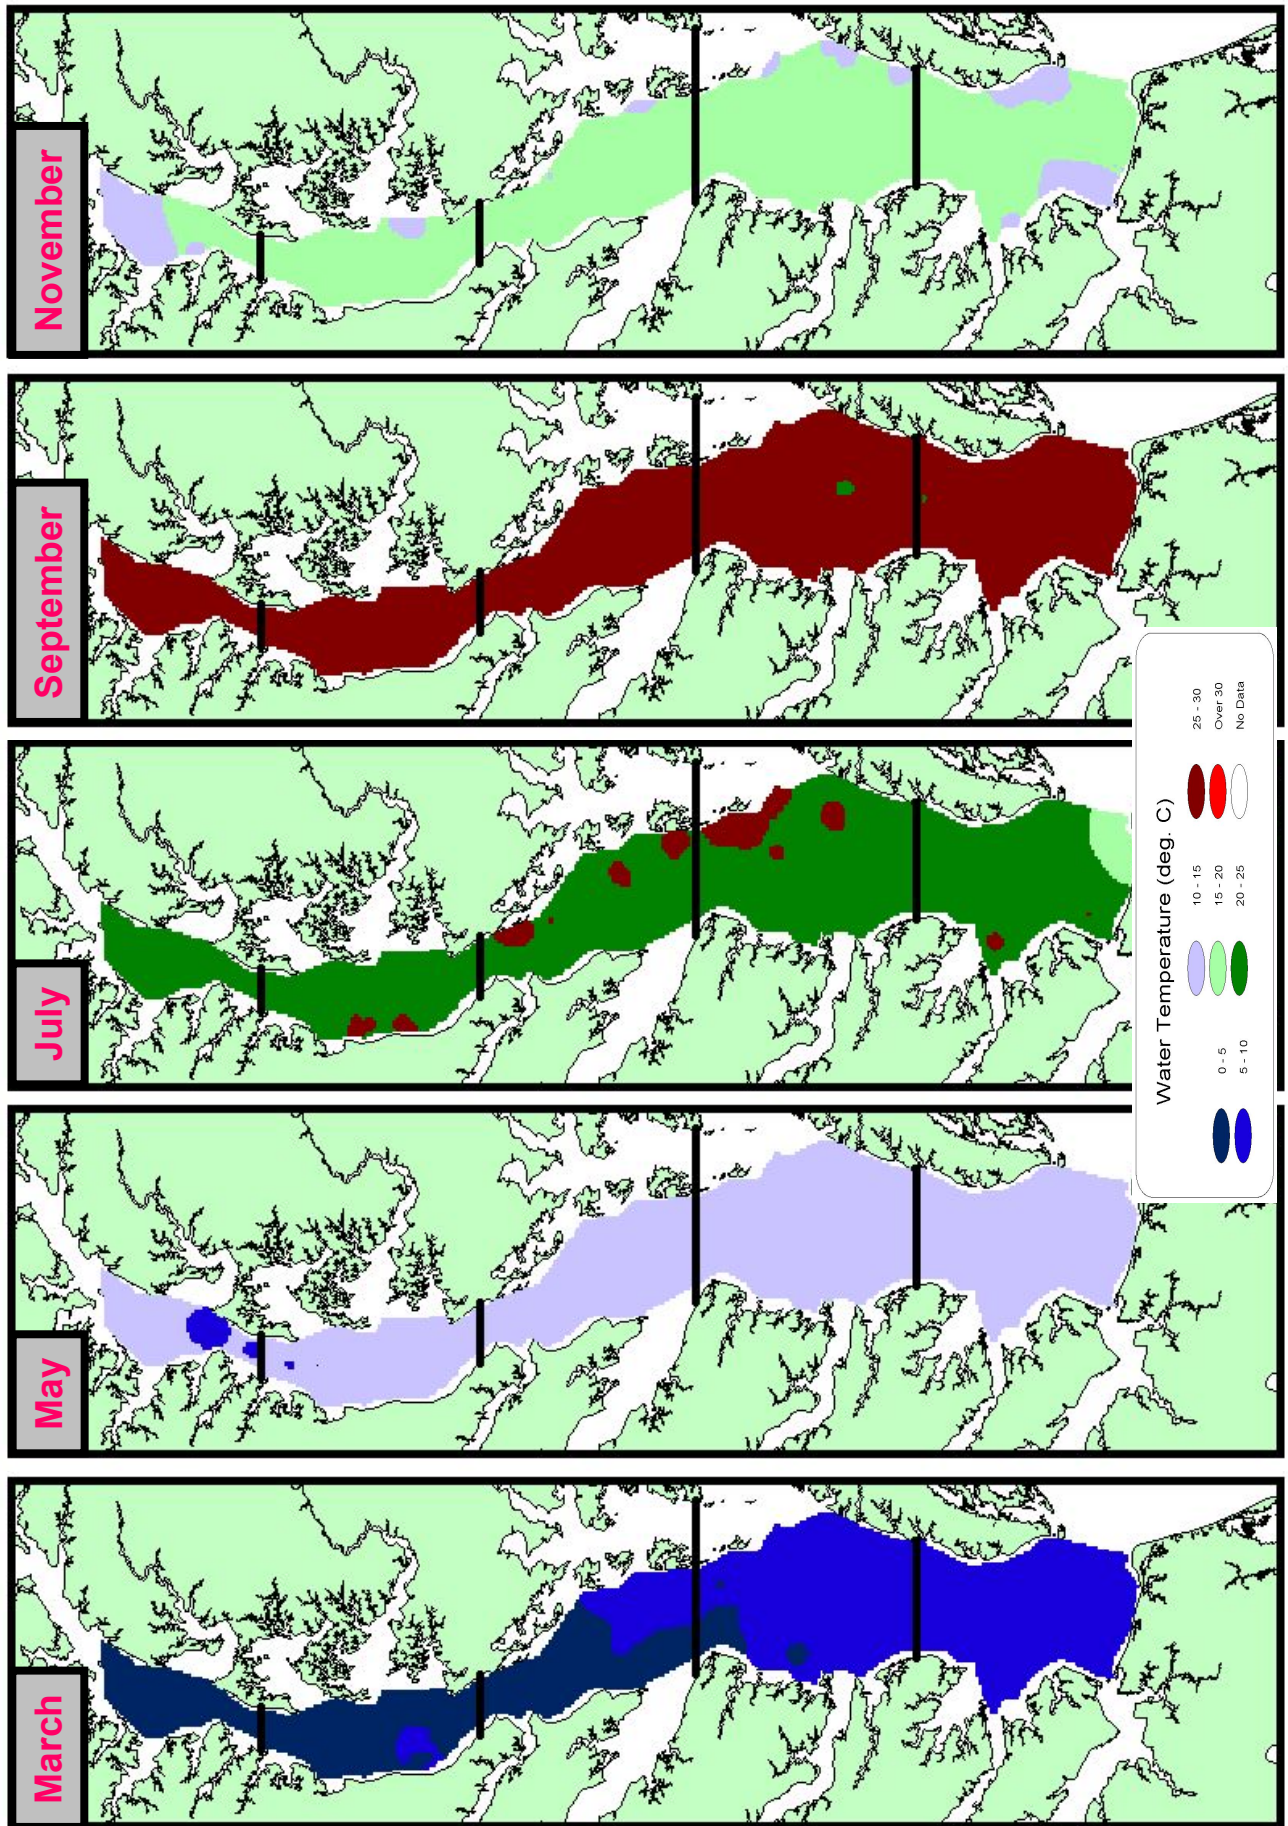 March
May
July
September
November
Water Temperature (deg. C)
0 - 5
5 - 10
10 - 15
15 - 20
20 - 25
25 - 30
Over 30
No Data